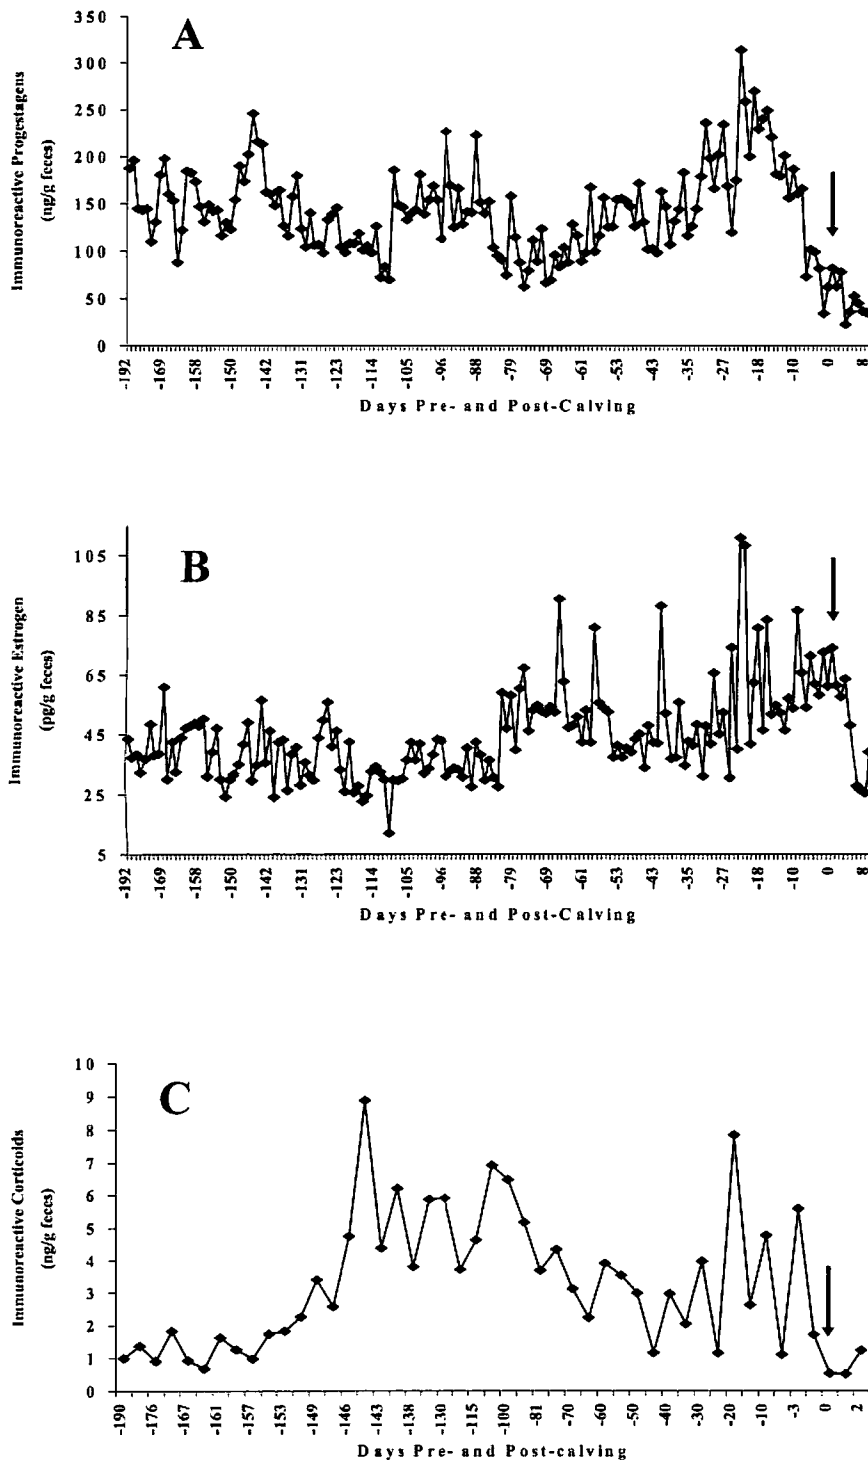 A
Immunoreactive Progestagens
(ng/g feces)
350
300
250
200
150
100
50
0
-192 -169 -158 -150 -142 -131 -123 -114 -105 -96 -88 -79 -69 -61 -53 -43 -35 -27 -18 -10 0 8
Days Pre- and Post-Calving
B
Immunoreactive Estrogen
(pg/g feces)
105
85
65
45
25
5
-192 -169 -158 -150 -142 -131 -123 -114 -105 -96 -88 -79 -69 -61 -53 -43 -35 -27 -18 -10 0 8
Days Pre- and Post-Calving
C
Immunoreactive Corticoids
(ng/g feces)
10
9
8
7
6
5
4
3
2
1
0
-190 -176 -167 -161 -157 -153 -149 -146 -143 -138 -130 -115 -100 -81 -70 -60 -50 -40 -30 -20 -10 -3 0 2
Days Pre- and Post-calving